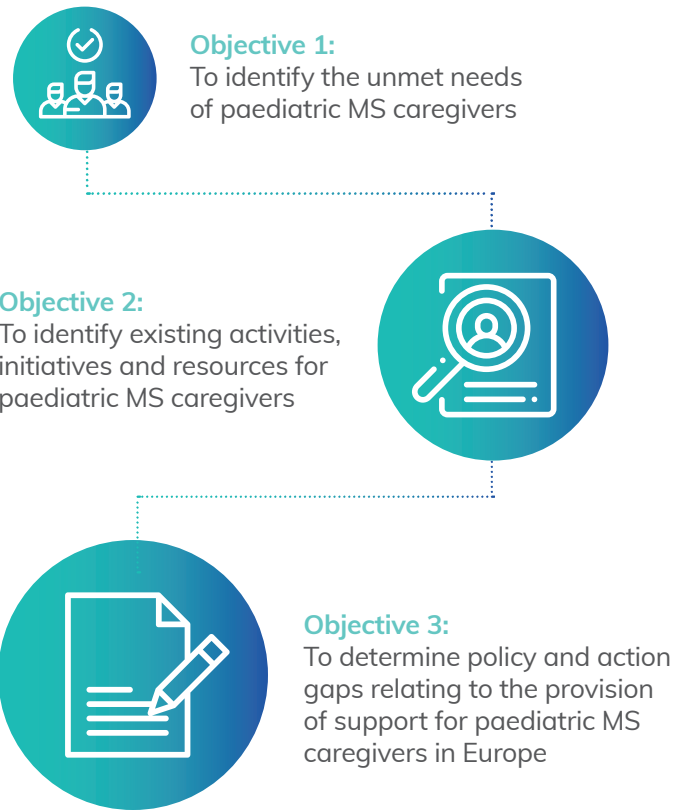 Objective 1:
To identify the unmet needs
of paediatric MS caregivers
Objective 2:
To identify existing activities,
initiatives and resources for
paediatric MS caregivers
Objective 3:
To determine policy and action
gaps relating to the provision
of support for paediatric MS
caregivers in Europe